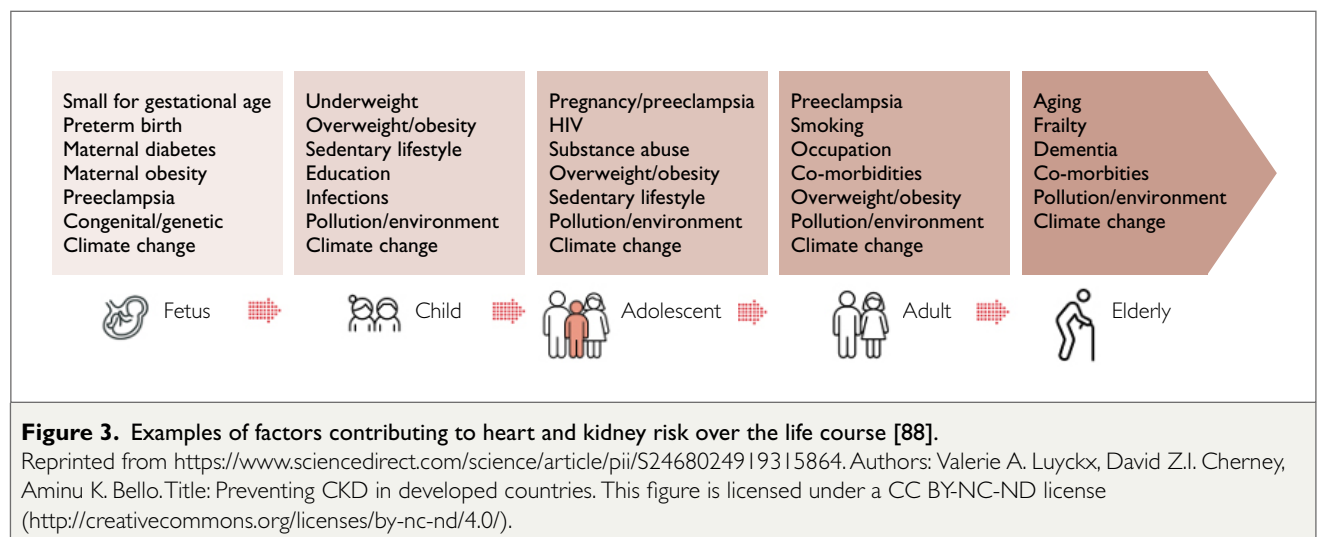 Small for gestational age
Preterm birth
Maternal diabetes
Maternal obesity
Preeclampsia
Congenital/genetic
Climate change
Underweight
Overweight/obesity
Sedentary lifestyle
Education
Infections
Pollution/environment
Climate change
Pregnancy/preeclampsia
HIV
Substance abuse
Overweight/obesity
Sedentary lifestyle
Pollution/environment
Climate change
Preeclampsia
Smoking
Occupation
Co-morbidities
Overweight/obesity
Pollution/environment
Climate change
Aging
Frailty
Dementia
Co-morbities
Pollution/environment
Climate change
Fetus
Child
Adolescent
Adult
Elderly
Figure 3. Examples of factors contributing to heart and kidney risk over the life course [88].
Reprinted from https://www.sciencedirect.com/science/article/pii/S2468024919315864. Authors: Valerie A. Luyckx, David Z.I. Cherney,
Aminu K. Bello. Title: Preventing CKD in developed countries. This figure is licensed under a CC BY-NC-ND license
(http://creativecommons.org/licenses/by-nc-nd/4.0/).